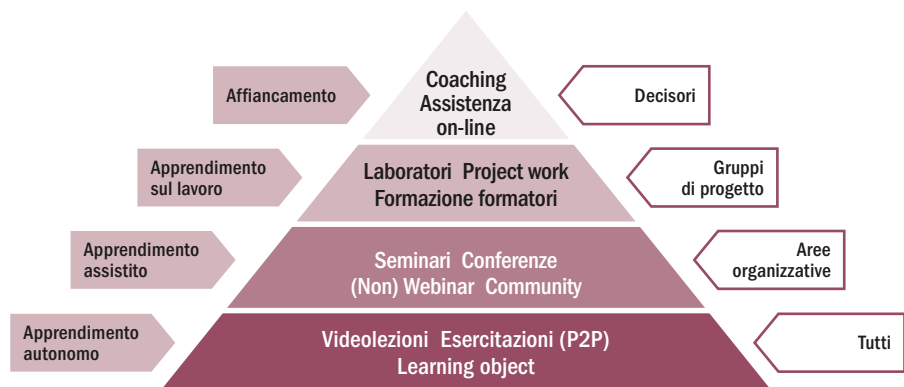 Affiancamento
Coaching
Assistenza
on-line
Decisori
Apprendimento
sul lavoro
Laboratori Project work
Formazione formatori
Gruppi
di progetto
Apprendimento
assistito
Seminari Conferenze
(Non) Webinar Community
Aree
organizzative
Apprendimento
autonomo
Videolezioni Esercitazioni (P2P)
Learning object
Tutti